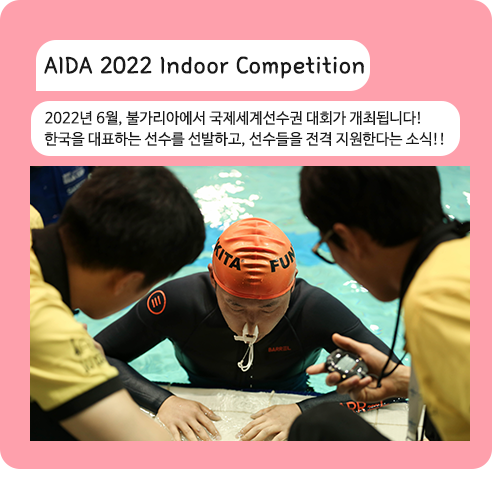 AIDA 2022 Indoor Competition
2022년 6월, 불가리아에서 국제세계선수권 대회가 개최됩니다!
한국을 대표하는 선수를 선발하고, 선수들을 전격 지원한다는 소식!!
KITA FUN